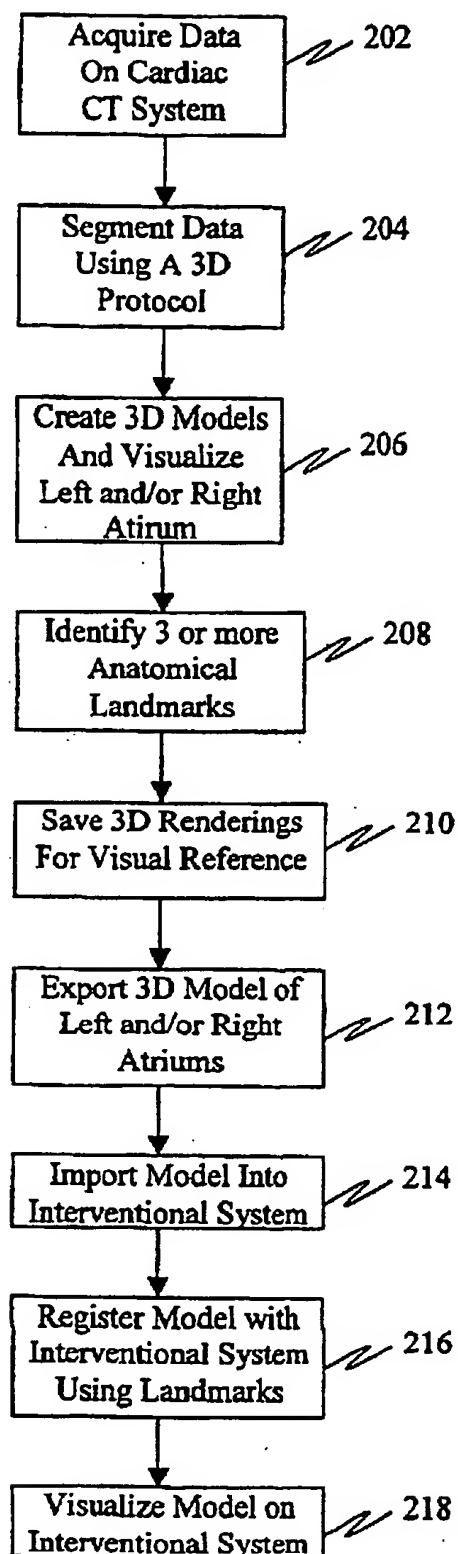 Acquire Data
On Cardiac
CT System
202
Segment Data
Using A 3D
Protocol
204
Create 3D Models
And Visualize
Left and/or Right
Atirum
206
Identify 3 or more
Anatomical
Landmarks
208
Save 3D Renderings
For Visual Reference
210
Export 3D Model of
Left and/or Right
Atriums
212
Import Model Into
Interventional System
214
Register Model with
Interventional System
Using Landmarks
216
Visualize Model on
Interventional System
218